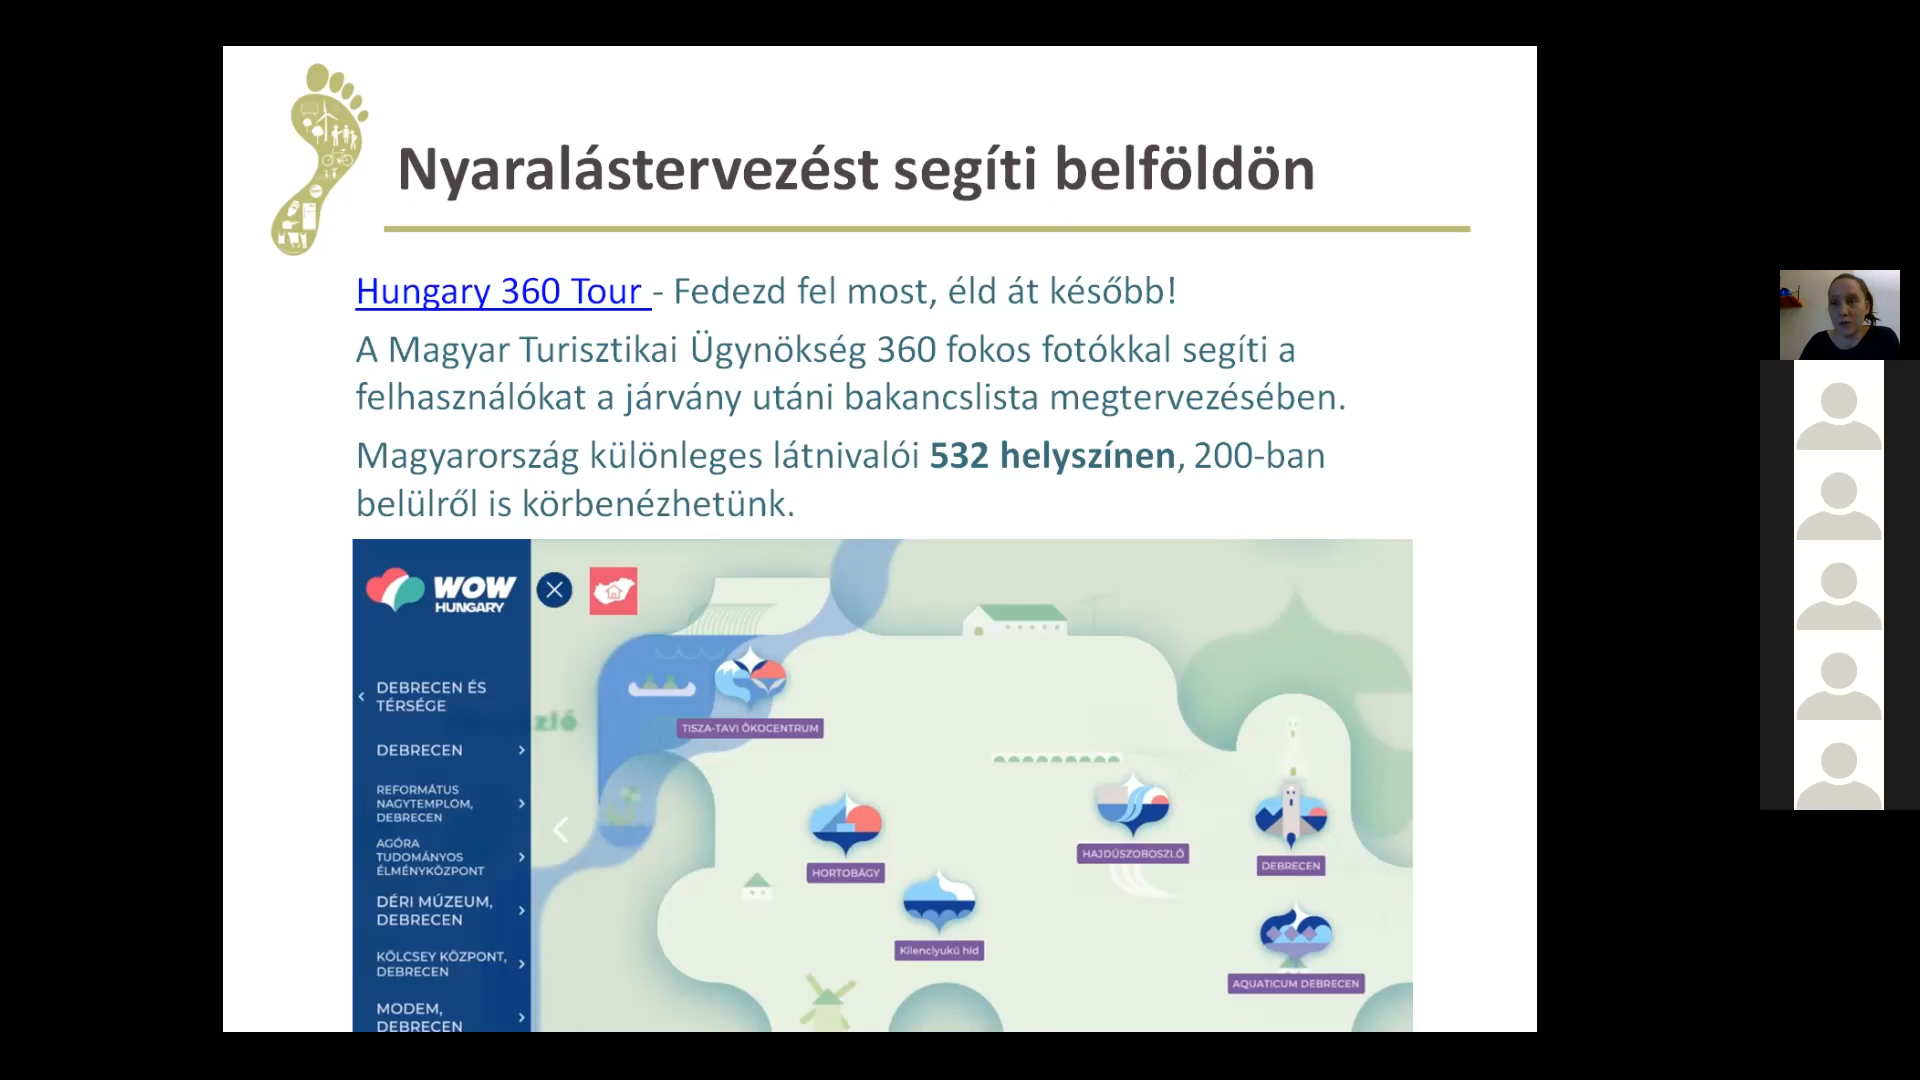 Nyaralástervezést segíti belföldön
Hungary 360 Tour - Fedezd fel most, éld át később!
A Magyar Turisztikai Ügynökség 360 fokos fotókkal segíti a
felhasználókat a járvány utáni bakancslista megtervezésében.
Magyarország különleges látnivalói 532 helyszínen, 200-ban
belülről is körbenézhetünk.
WOW
HUNGARY
DEBRECEN ÉS
TÉRSÉGE
DEBRECEN
REFORMÁTUS
NAGYTEMPLOM,
DEBRECEN
AGÓRA
TUDOMÁNYOS
ÉLMÉNYKÖZPONT
DÉRI MÚZEUM,
DEBRECEN
KÖLCSEY KÖZPONT,
DEBRECEN
MODEM,
DEBRECEN
TISZA-TAVI ÖKOCENTRUM
HORTOBÁGY
Kilenclyukú híd
HAJDÚSZOBOSZLÓ
DEBRECEN
AQUATICUM DEBRECEN